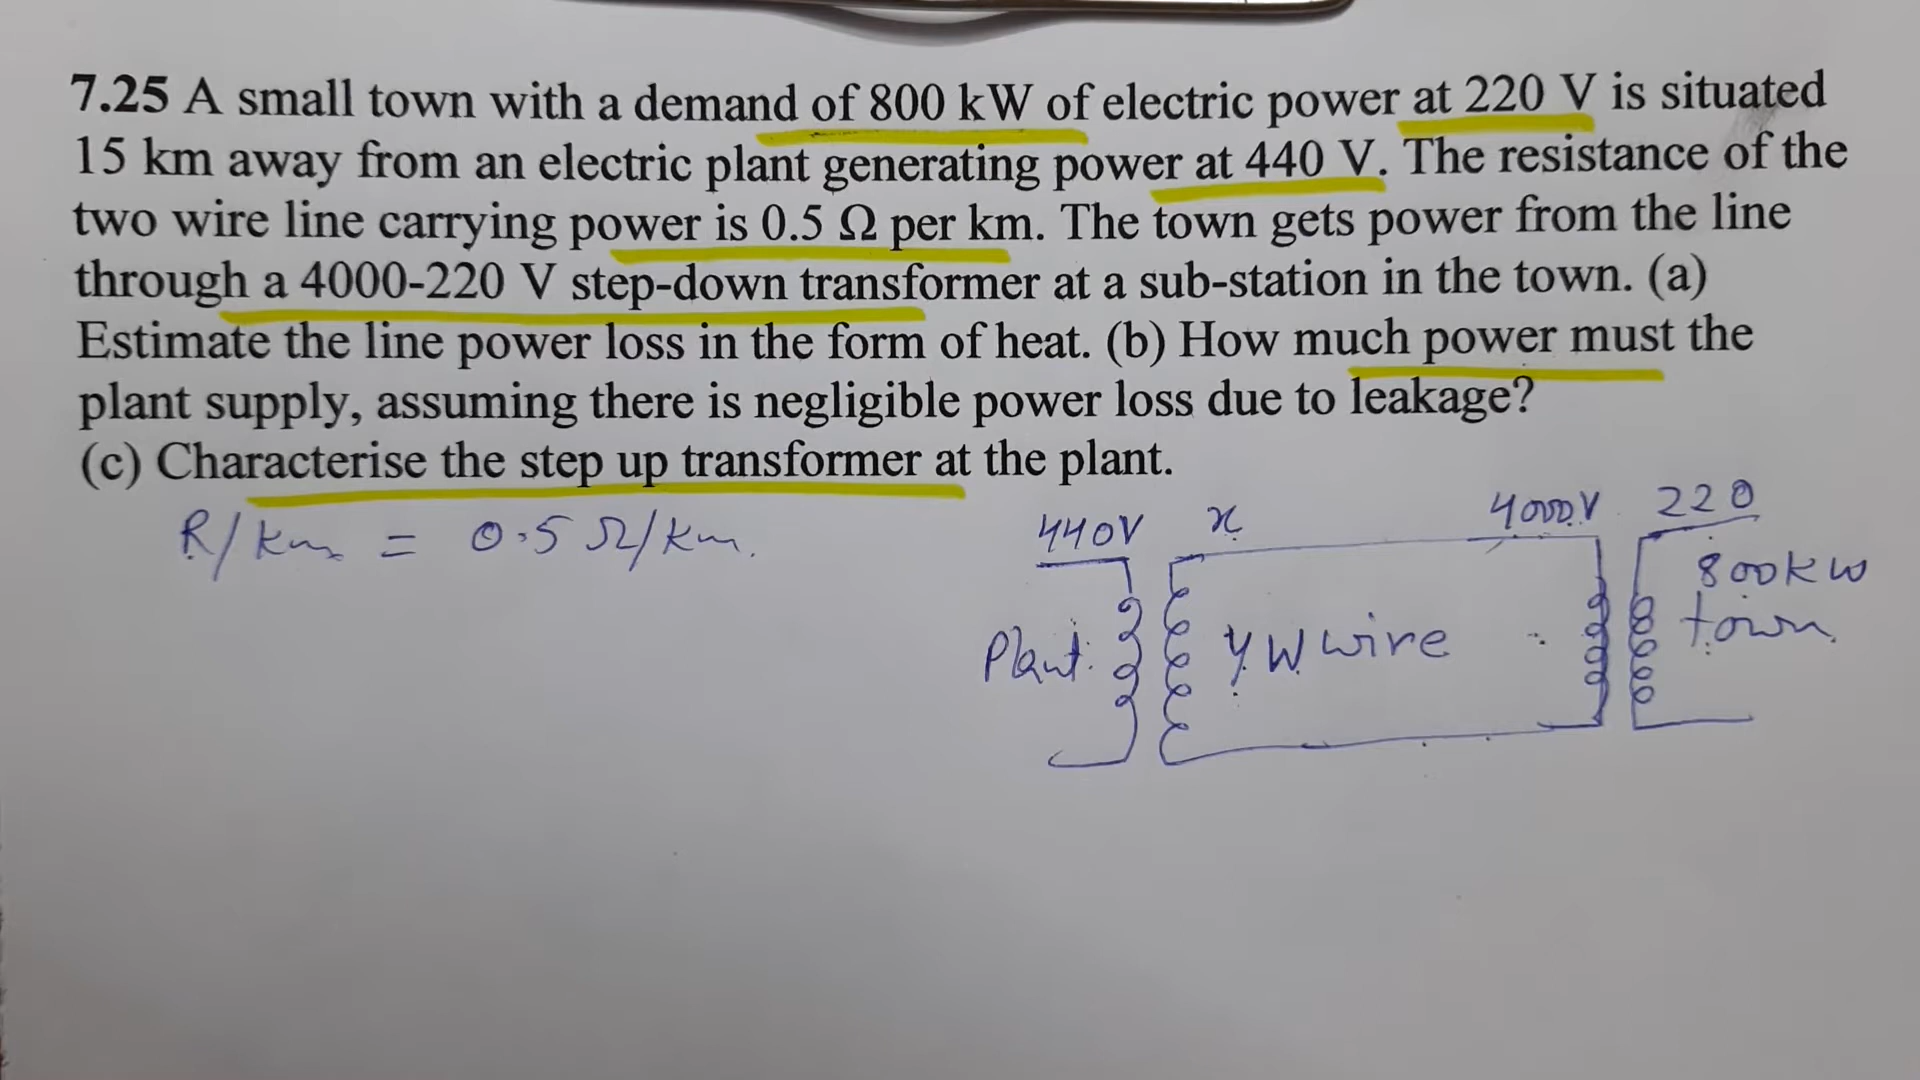 7.25 A small town with a demand of 800 kW of electric power at 220 V is situated
15 km away from an electric plant generating power at 440 V. The resistance of the
two wire line carrying power is 0.5 Ω per km. The town gets power from the line
through a 4000-220 V step-down transformer at a sub-station in the town. (a)
Estimate the line power loss in the form of heat. (b) How much power must the
plant supply, assuming there is negligible power loss due to leakage?
(c) Characterise the step up transformer at the plant.
R/km = 0.5 Ω/km.
440V x 4000V 220
800kw
Plant. y W wire town.